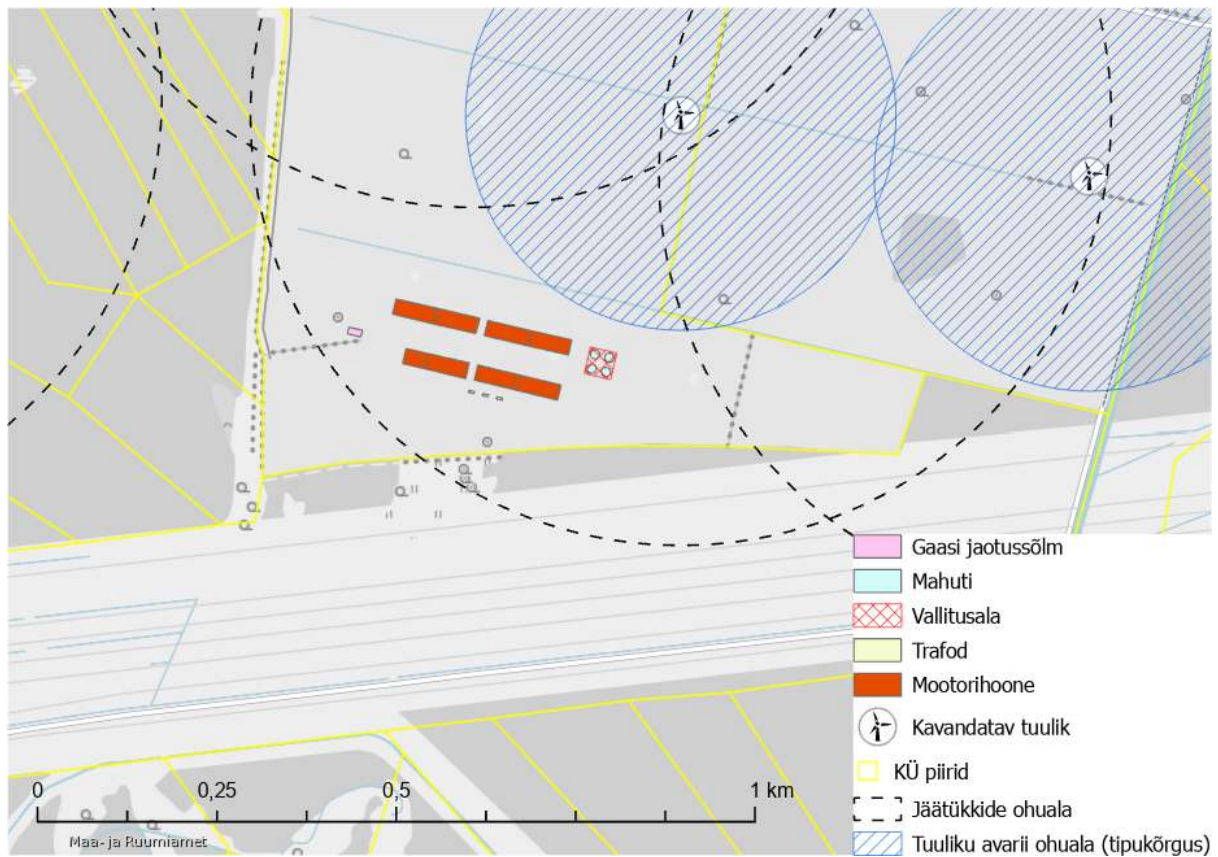 Gaasi jaotussõlm
Mahuti
Vallitusala
Trafod
Mootorihoone
Kavandatav tuulik
KÜ piirid
Jäätükkide ohuala
Tuuliku avarii ohuala (tipukõrgus)
0 0,25 0,5 1 km
Maa- ja Ruumiamet